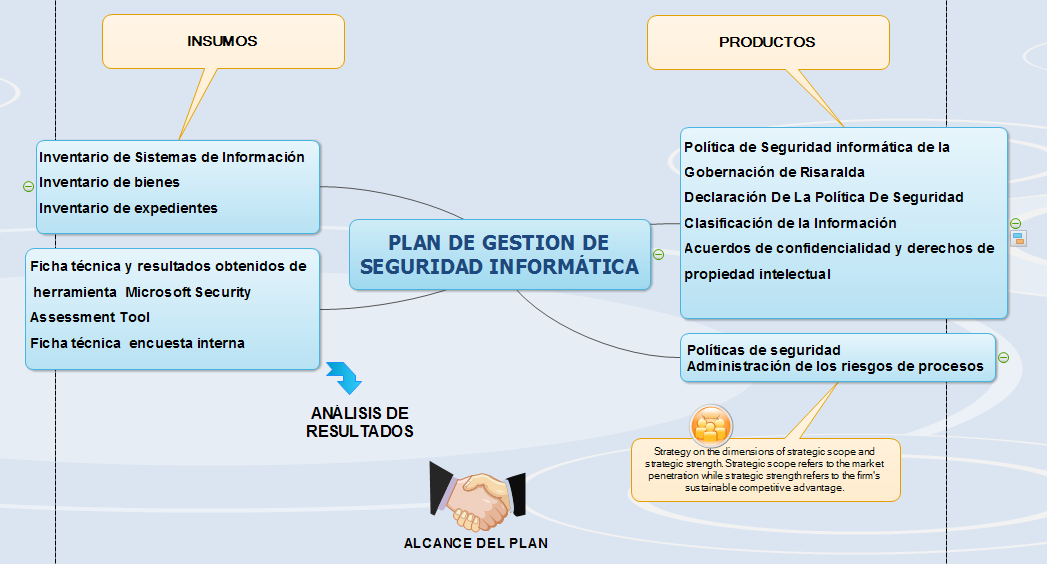 INSUMOS
Inventario de Sistemas de Información
Inventario de bienes
Inventario de expedientes
Ficha técnica y resultados obtenidos de
herramienta Microsoft Security
Assessment Tool
Ficha técnica encuesta interna
ANÁLISIS DE
RESULTADOS
PLAN DE GESTION DE
SEGURIDAD INFORMÁTICA
PRODUCTOS
Política de Seguridad informática de la
Gobernación de Risaralda
Declaración De La Política De Seguridad
Clasificación de la Información
Acuerdos de confidencialidad y derechos de
propiedad intelectual
Políticas de seguridad
Administración de los riesgos de procesos
Strategy on the dimensions of strategic scope and
strategic strength. Strategic scope refers to the market
penetration while strategic strength refers to the firm's
sustainable competitive advantage.
ALCANCE DEL PLAN